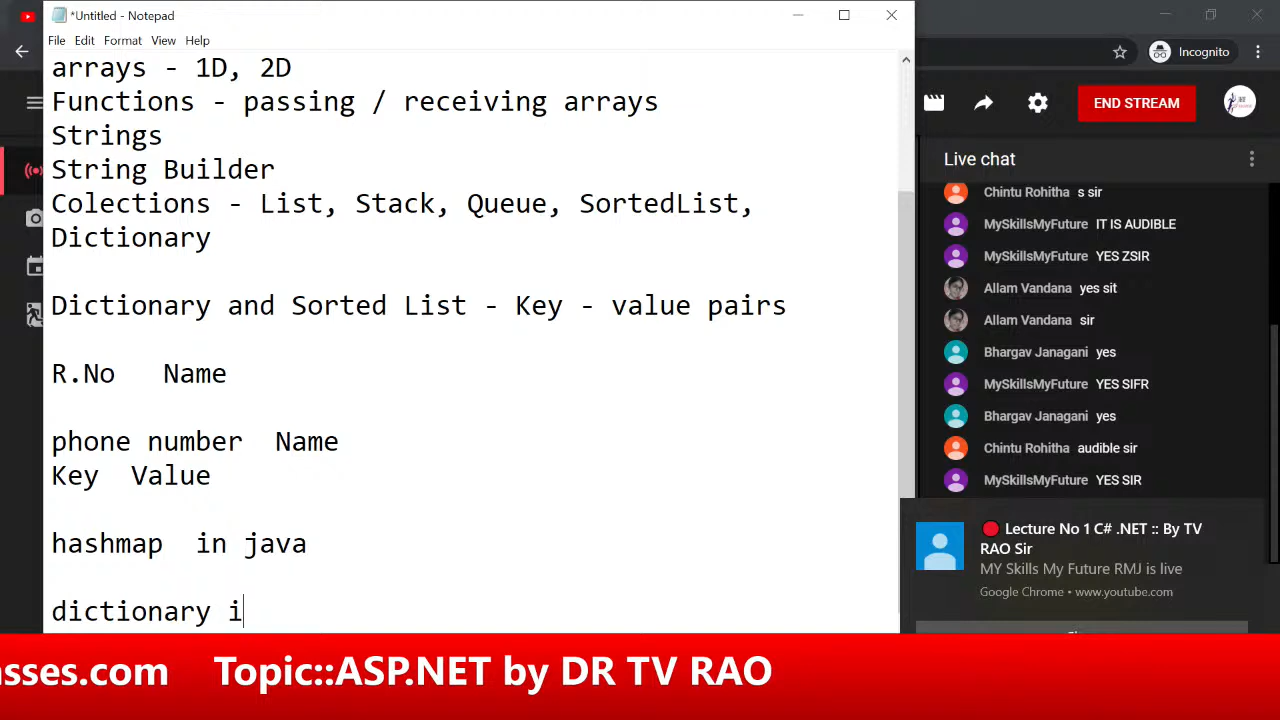 *Untitled - Notepad
File Edit Format View Help
arrays - 1D, 2D
Functions - passing / receiving arrays
Strings
String Builder
Colections - List, Stack, Queue, SortedList,
Dictionary
Dictionary and Sorted List - Key - value pairs
R.No Name
phone number Name
Key Value
hashmap in java
dictionary i
Incognito
END STREAM
Live chat
Chintu Rohitha s sir
MySkillsMyFuture IT IS AUDIBLE
MySkillsMyFuture YES ZSIR
Allam Vandana yes sit
Allam Vandana sir
Bhargav Janagani yes
MySkillsMyFuture YES SIFR
Bhargav Janagani yes
Chintu Rohitha audible sir
MySkillsMyFuture YES SIR
Lecture No 1 C# .NET :: By TV
RAO Sir
MY Skills My Future RMJ is live
Google Chrome • www.youtube.com
asses.com Topic::ASP.NET by DR TV RAO